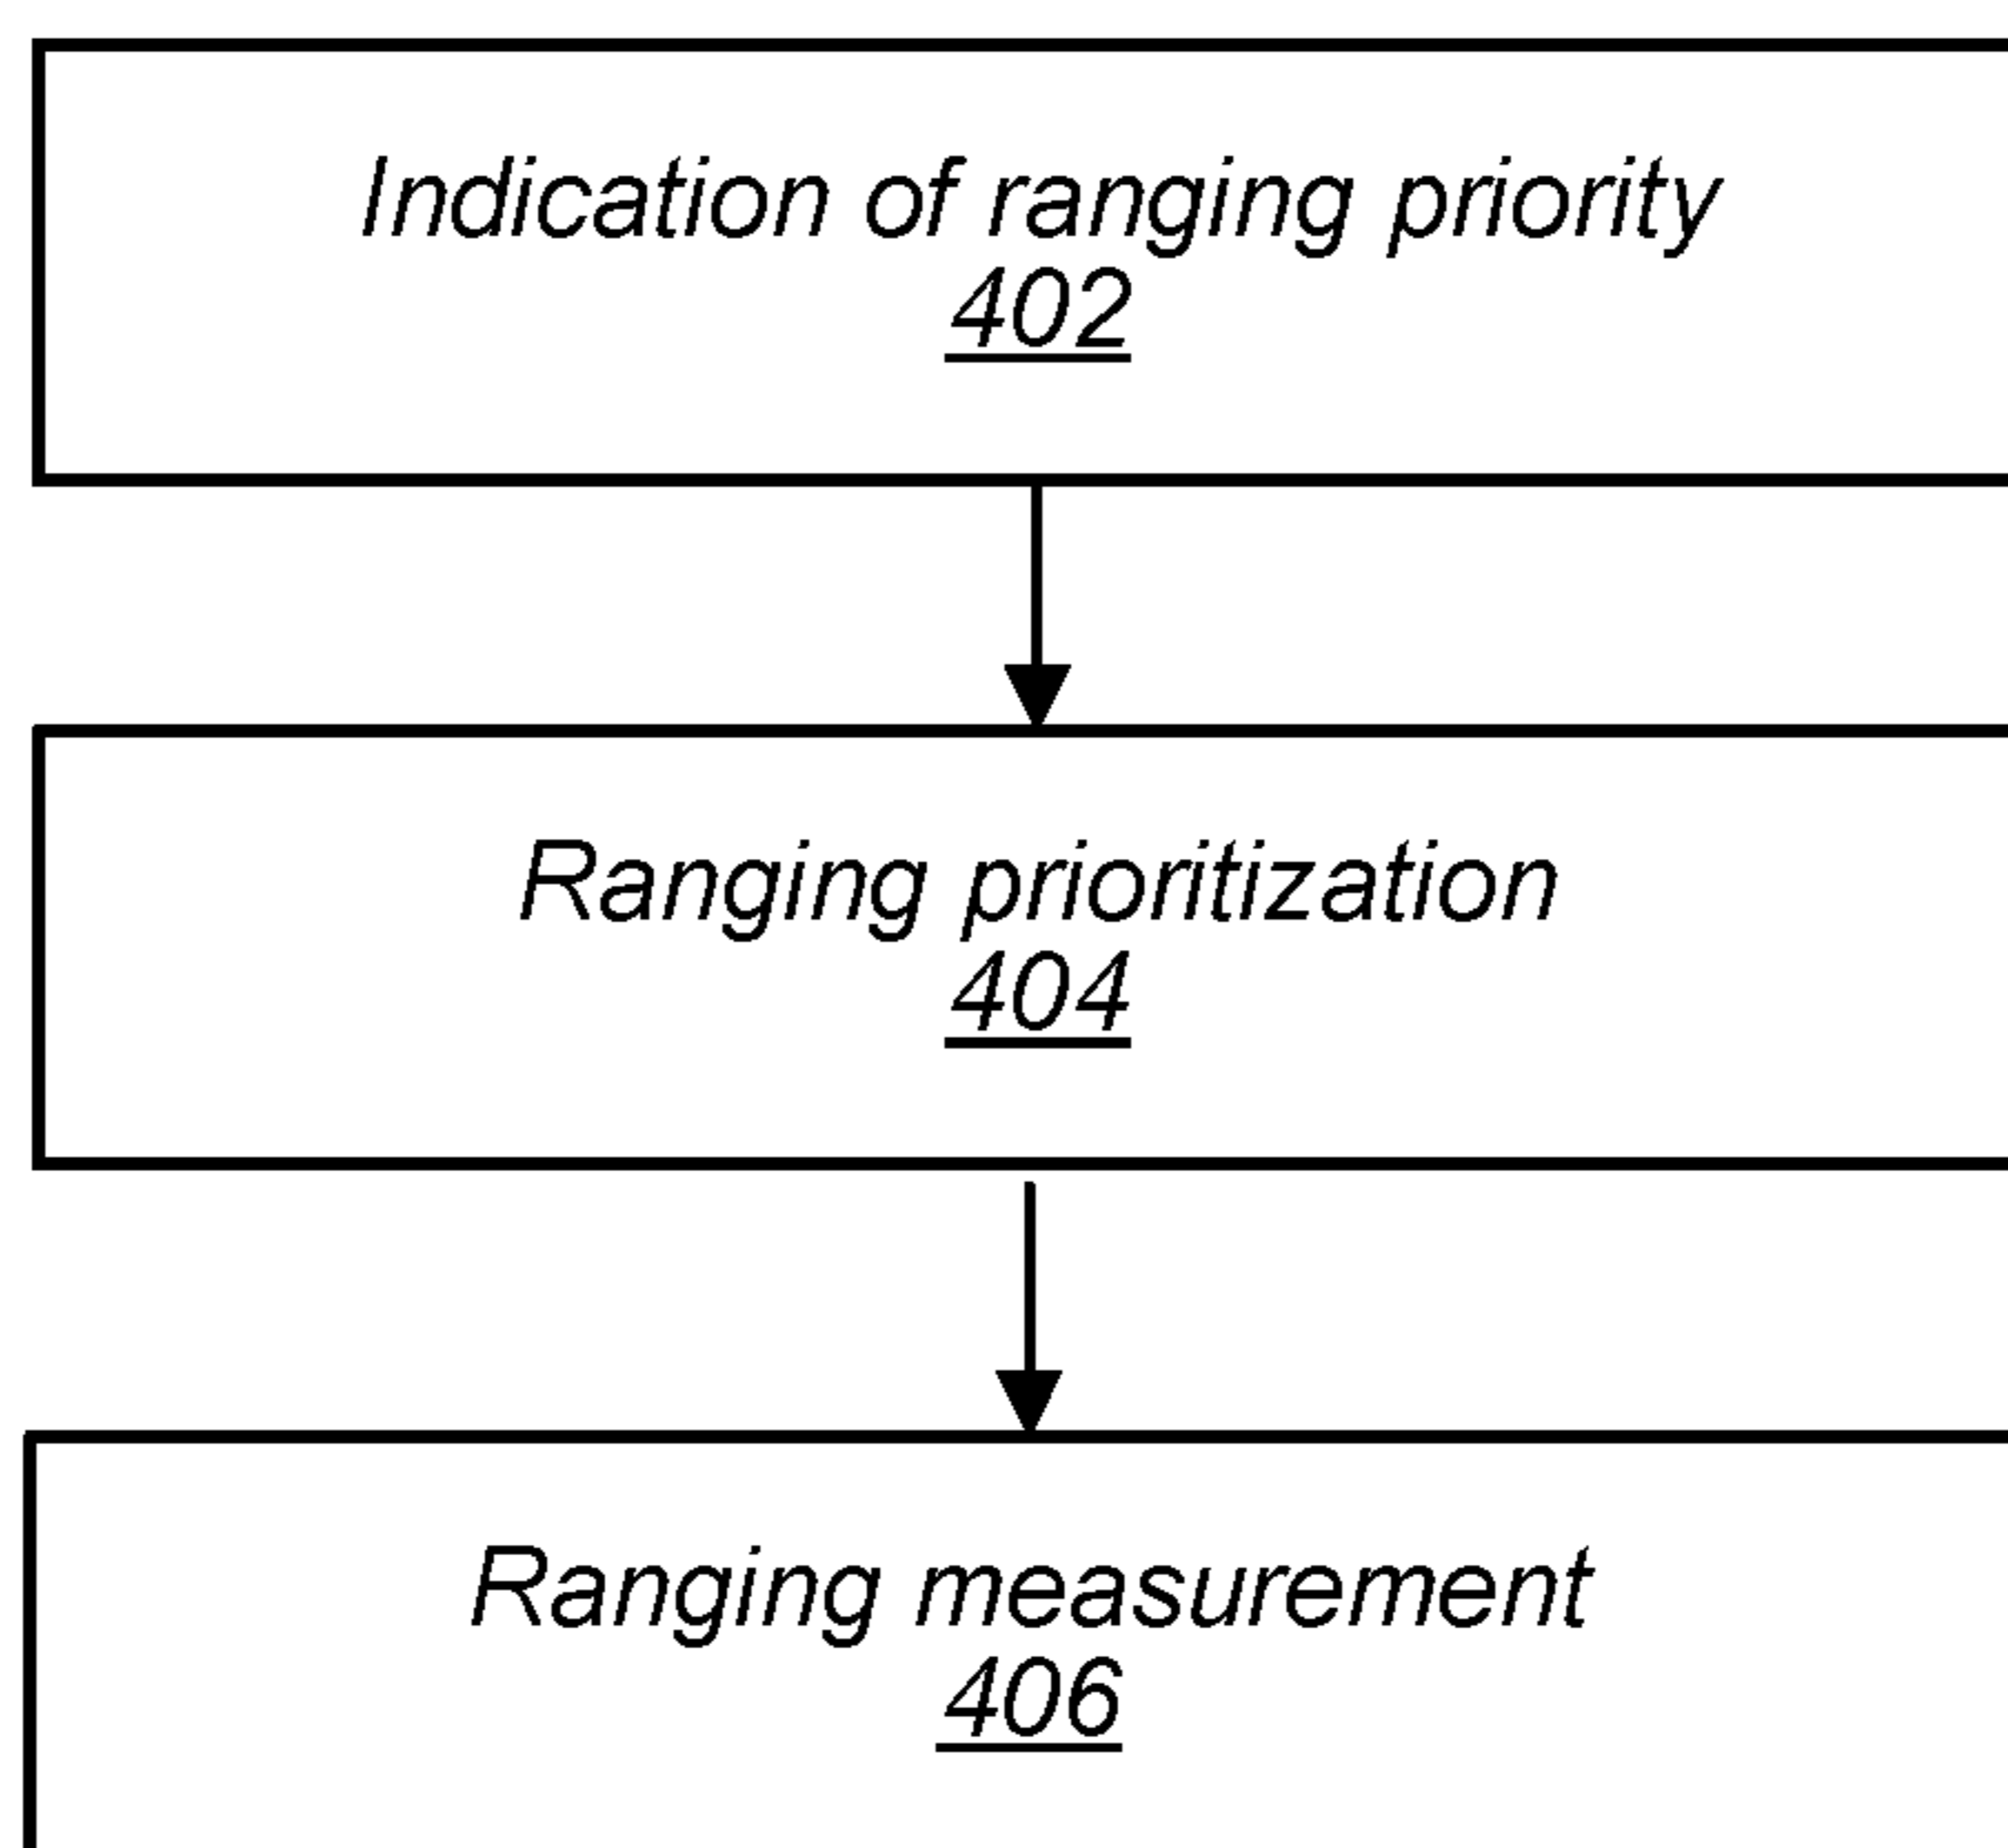 Indication of ranging priority
402
Ranging prioritization
404
Ranging measurement
406